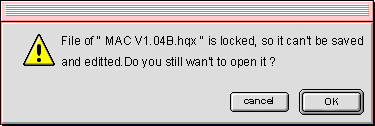 File of " MAC V1.04B.hqx " is locked, so it can't be saved
and editted.Do you still wan't to open it ?
cancel
OK